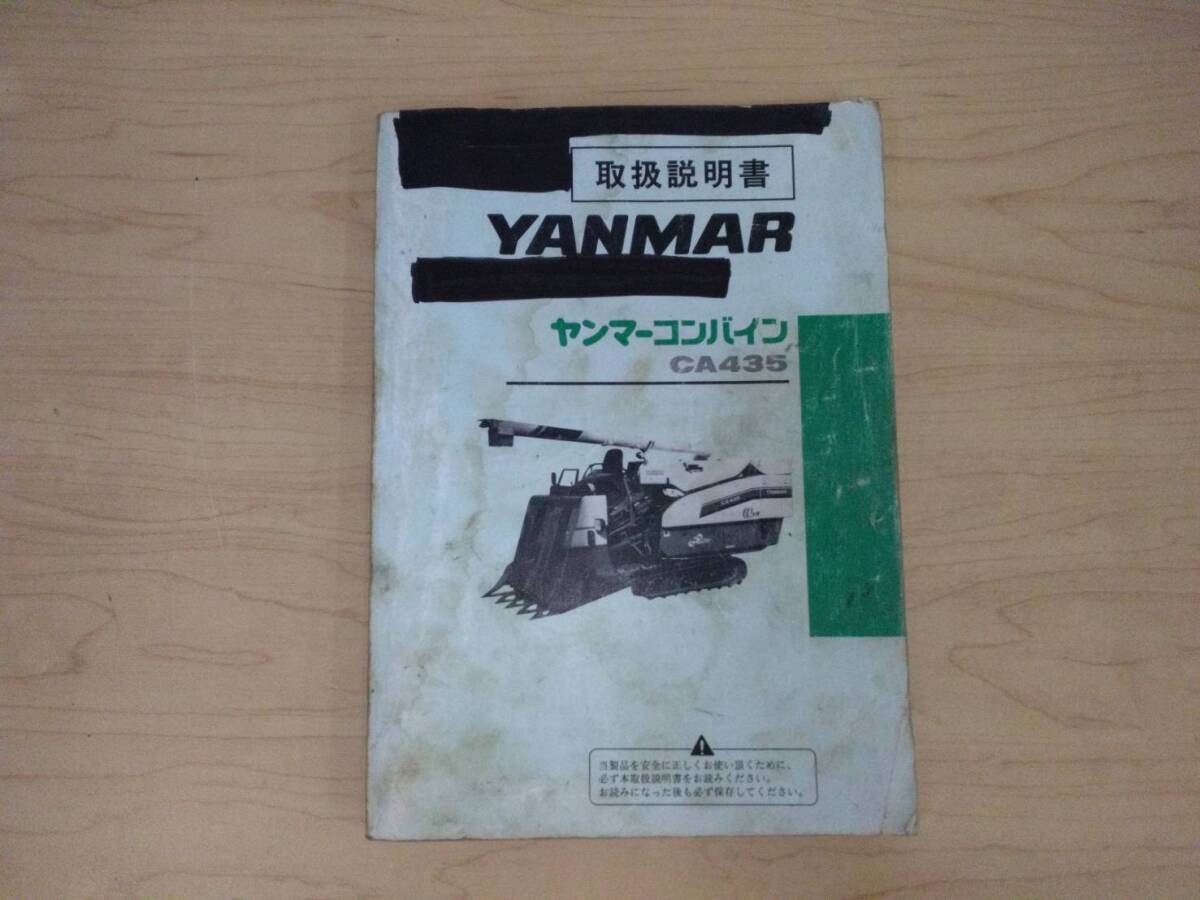 取扱説明書
YANMAR
ヤンマーコンバイン
CA435
当製品を安全に正しくお使い頂くために、
必ず本取扱説明書をお読みください。
お読みになった後も必ず保存してください。